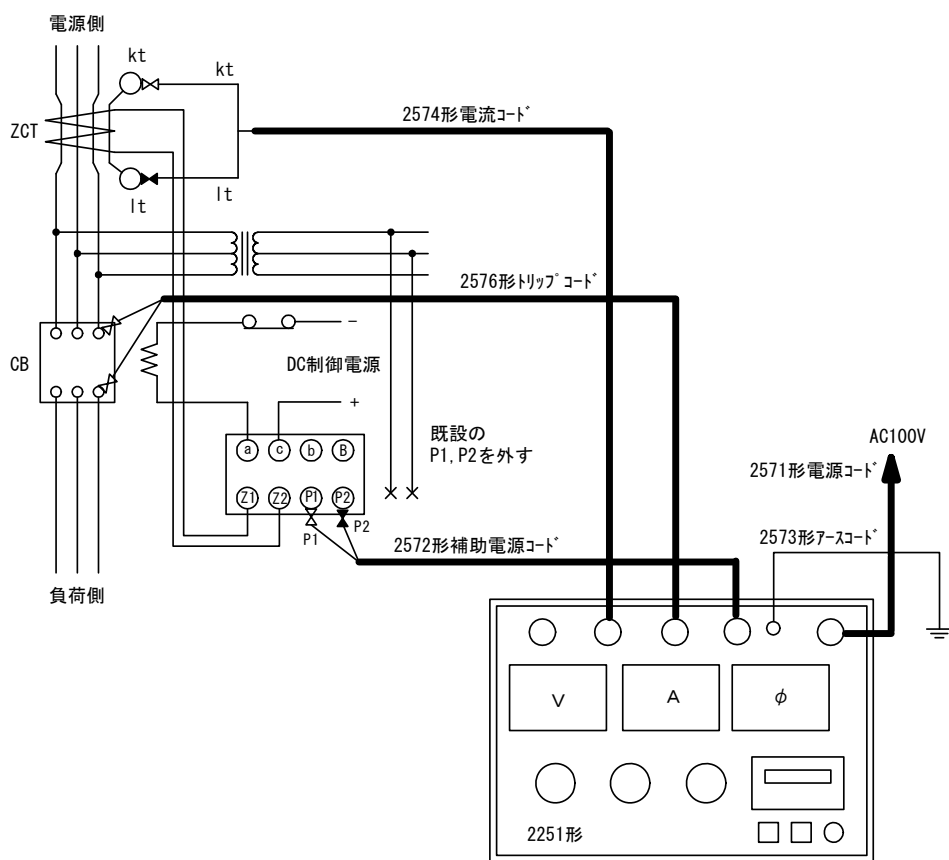 電源側
kt
kt
2574形電流コード
ZCT
lt
lt
2576形トリップコード
CB
−
DC制御電源
+
既設の
P1,P2を外す
a
c
b
B
Z1
Z2
P1
P2
P1
P2
AC100V
2571形電源コード
2573形アースコード
2572形補助電源コード
負荷側
V
A
φ
2251形